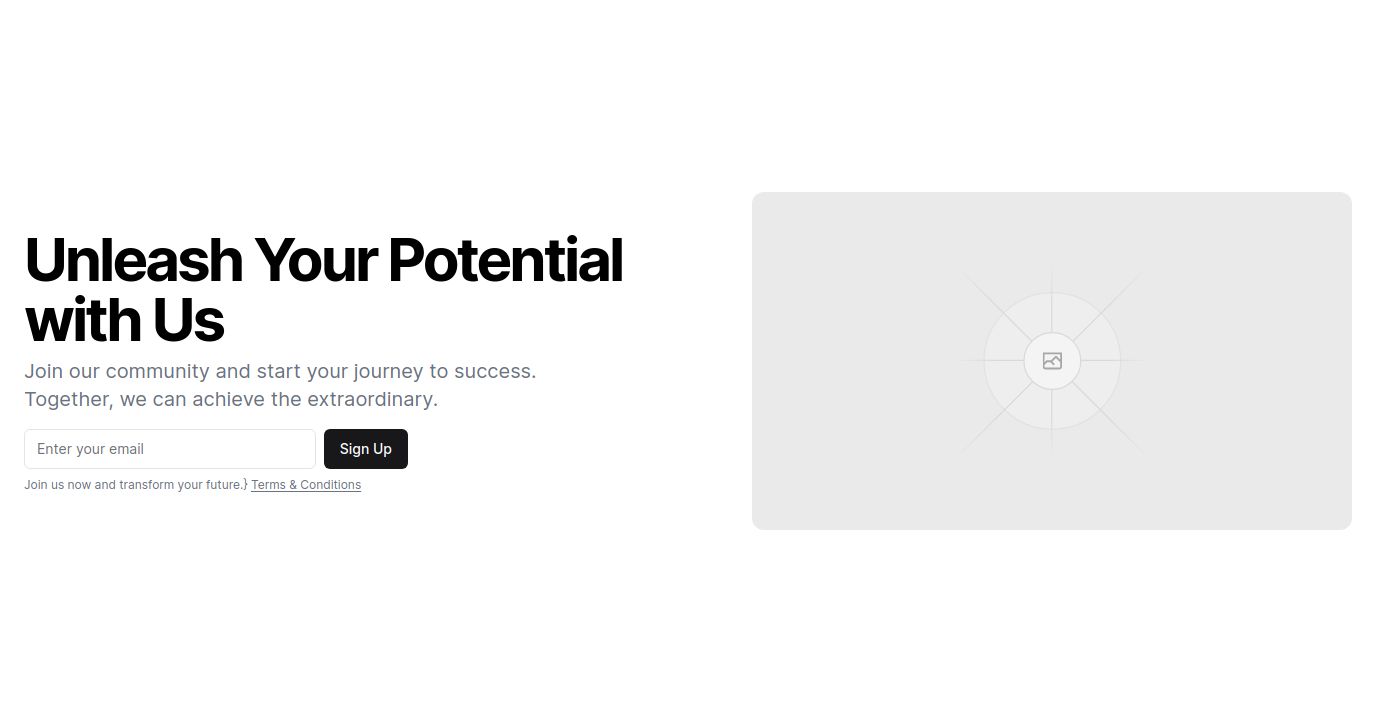 Unleash Your Potential
with Us
Join our community and start your journey to success.
Together, we can achieve the extraordinary.
Enter your email
Sign Up
Join us now and transform your future.} Terms & Conditions